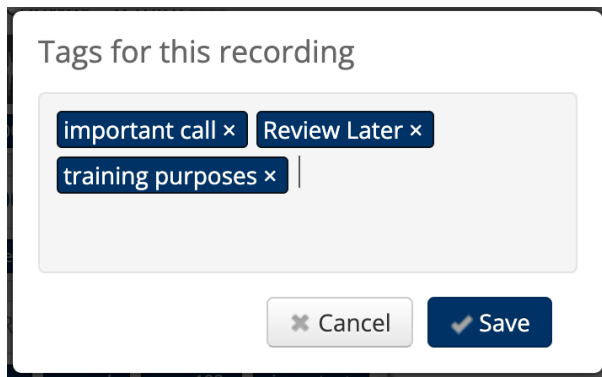 Tags for this recording
important call × Review Later ×
training purposes ×
Cancel Save